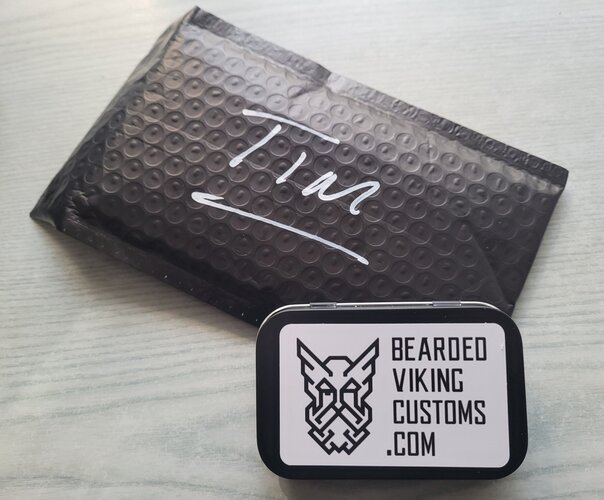 Tim
BEARDED
VIKING
CUSTOMS
.COM